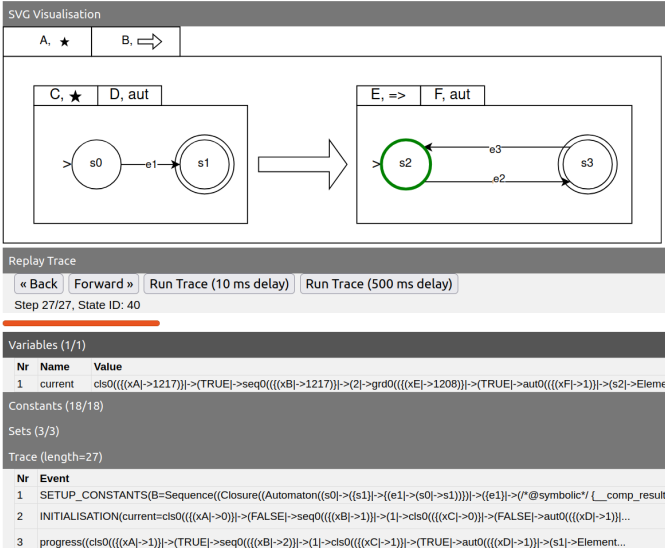 SVG Visualisation
A, ★ B, ⇨
C, ★ D, aut E, => F, aut
> s0 e1 s1 > s2 e3 e2 s3
Replay Trace
« Back Forward » Run Trace (10 ms delay) Run Trace (500 ms delay)
Step 27/27, State ID: 40
Variables (1/1)
Nr Name Value
1 current cls0(({(xA|->1217)}|->(TRUE|->seq0(({(xB|->1217)}|->(2|->grd0(({(xE|->1208)}|->(TRUE|->aut0(({(xF|->1)}|->(s2|->Eleme
Constants (18/18)
Sets (3/3)
Trace (length=27)
Nr Event
1 SETUP_CONSTANTS(B=Sequence((Closure((Automaton((s0|->({s1}|->({(e1|->(s0|->s1))})|->({e1}|->(/*@symbolic*/ {__comp_result
2 INITIALISATION(current=cls0(({(xA|->0)}|->(FALSE|->seq0(({(xB|->1)}|->(1|->cls0(({(xC|->0)}|->(FALSE|->aut0(({(xD|->1)}|...
3 progress((cls0(({(xA|->1)}|->(TRUE|->seq0(({(xB|->2)}|->(1|->cls0(({(xC|->1)}|->(TRUE|->aut0(({(xD|->1)}|->(s1|->Element...